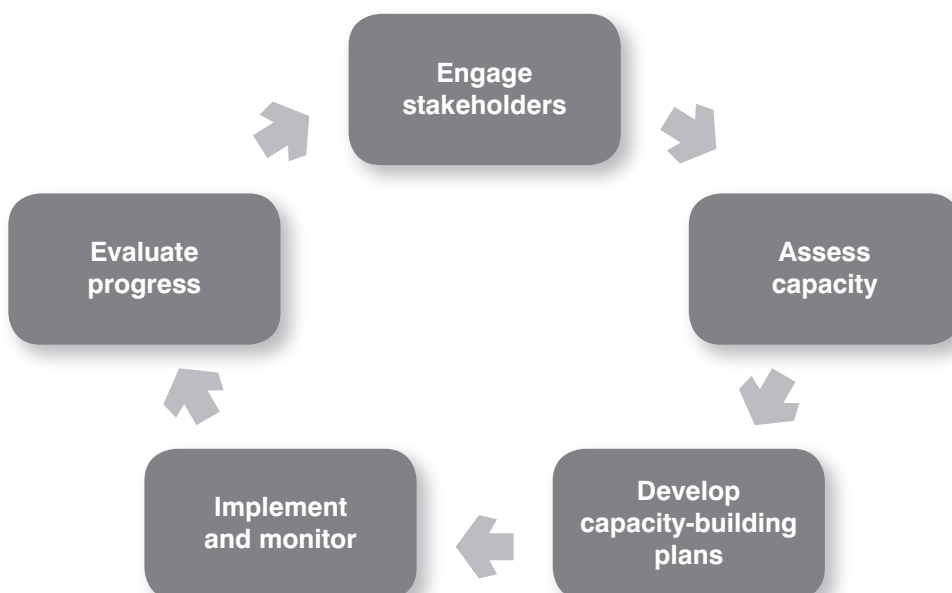 Engage
stakeholders
Assess
capacity
Develop
capacity-building
plans
Implement
and monitor
Evaluate
progress